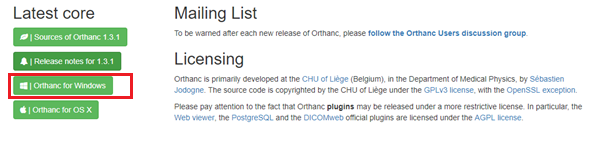 Latest core
| Sources of Orthanc 1.3.1
| Release notes for 1.3.1
| Orthanc for Windows
| Orthanc for OS X
Mailing List
To be warned after each new release of Orthanc, please follow the Orthanc Users discussion group.
Licensing
Orthanc is primarily developed at the CHU of Liège (Belgium), in the Department of Medical Physics, by Sébastien
Jodogne. The source code is copyrighted by the CHU of Liège under the GPLv3 license, with the OpenSSL exception.
Please pay attention to the fact that Orthanc plugins may be released under a more restrictive license. In particular, the
Web viewer, the PostgreSQL and the DICOMweb official plugins are licensed under the AGPL license.